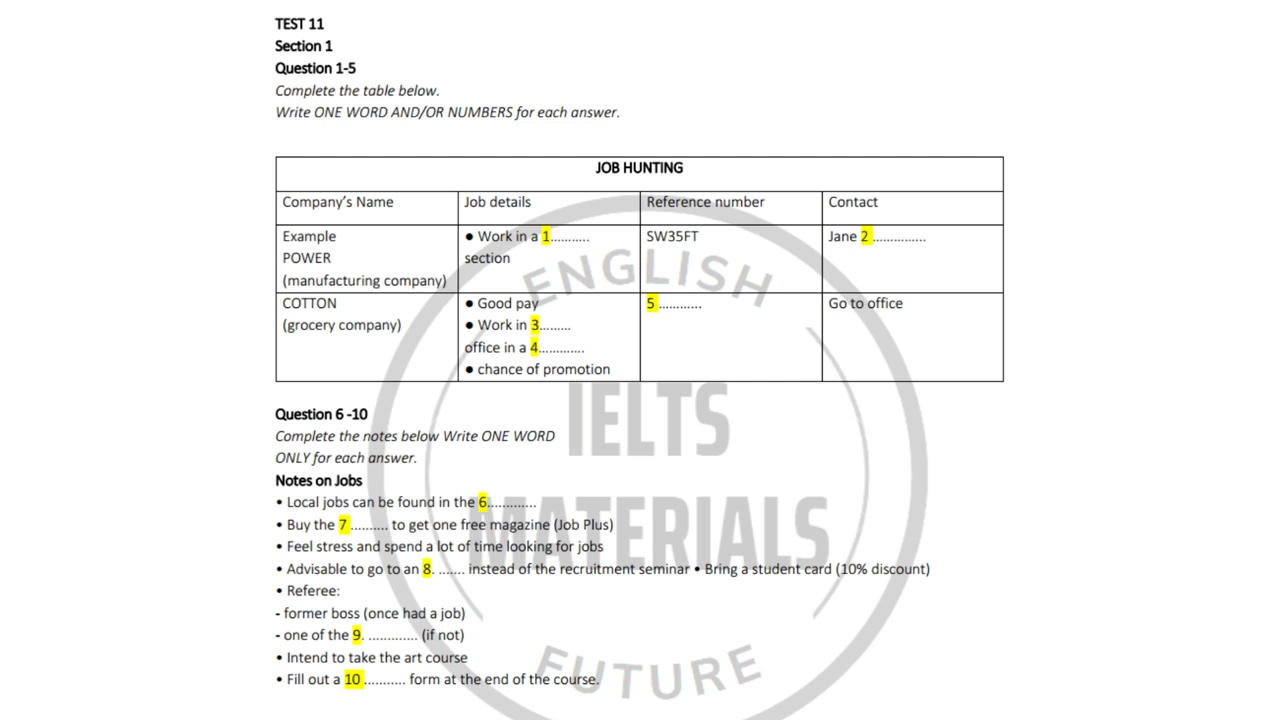 TEST 11
Section 1
Question 1-5
Complete the table below.
Write ONE WORD AND/OR NUMBERS for each answer.
JOB HUNTING
Company's Name Job details Reference number Contact
Example ● Work in a 1........... SW35FT Jane 2 ..............
POWER section
(manufacturing company)
COTTON ● Good pay 5 ............ Go to office
(grocery company) ● Work in 3.........
office in a 4.............
● chance of promotion
Question 6 -10
Complete the notes below Write ONE WORD
ONLY for each answer.
Notes on Jobs
• Local jobs can be found in the 6.............
• Buy the 7 .......... to get one free magazine (Job Plus)
• Feel stress and spend a lot of time looking for jobs
• Advisable to go to an 8. ....... instead of the recruitment seminar • Bring a student card (10% discount)
• Referee:
- former boss (once had a job)
- one of the 9. ............. (if not)
• Intend to take the art course
• Fill out a 10 ........... form at the end of the course.
ENGLISH
IELTS
MATERIALS
FUTURE